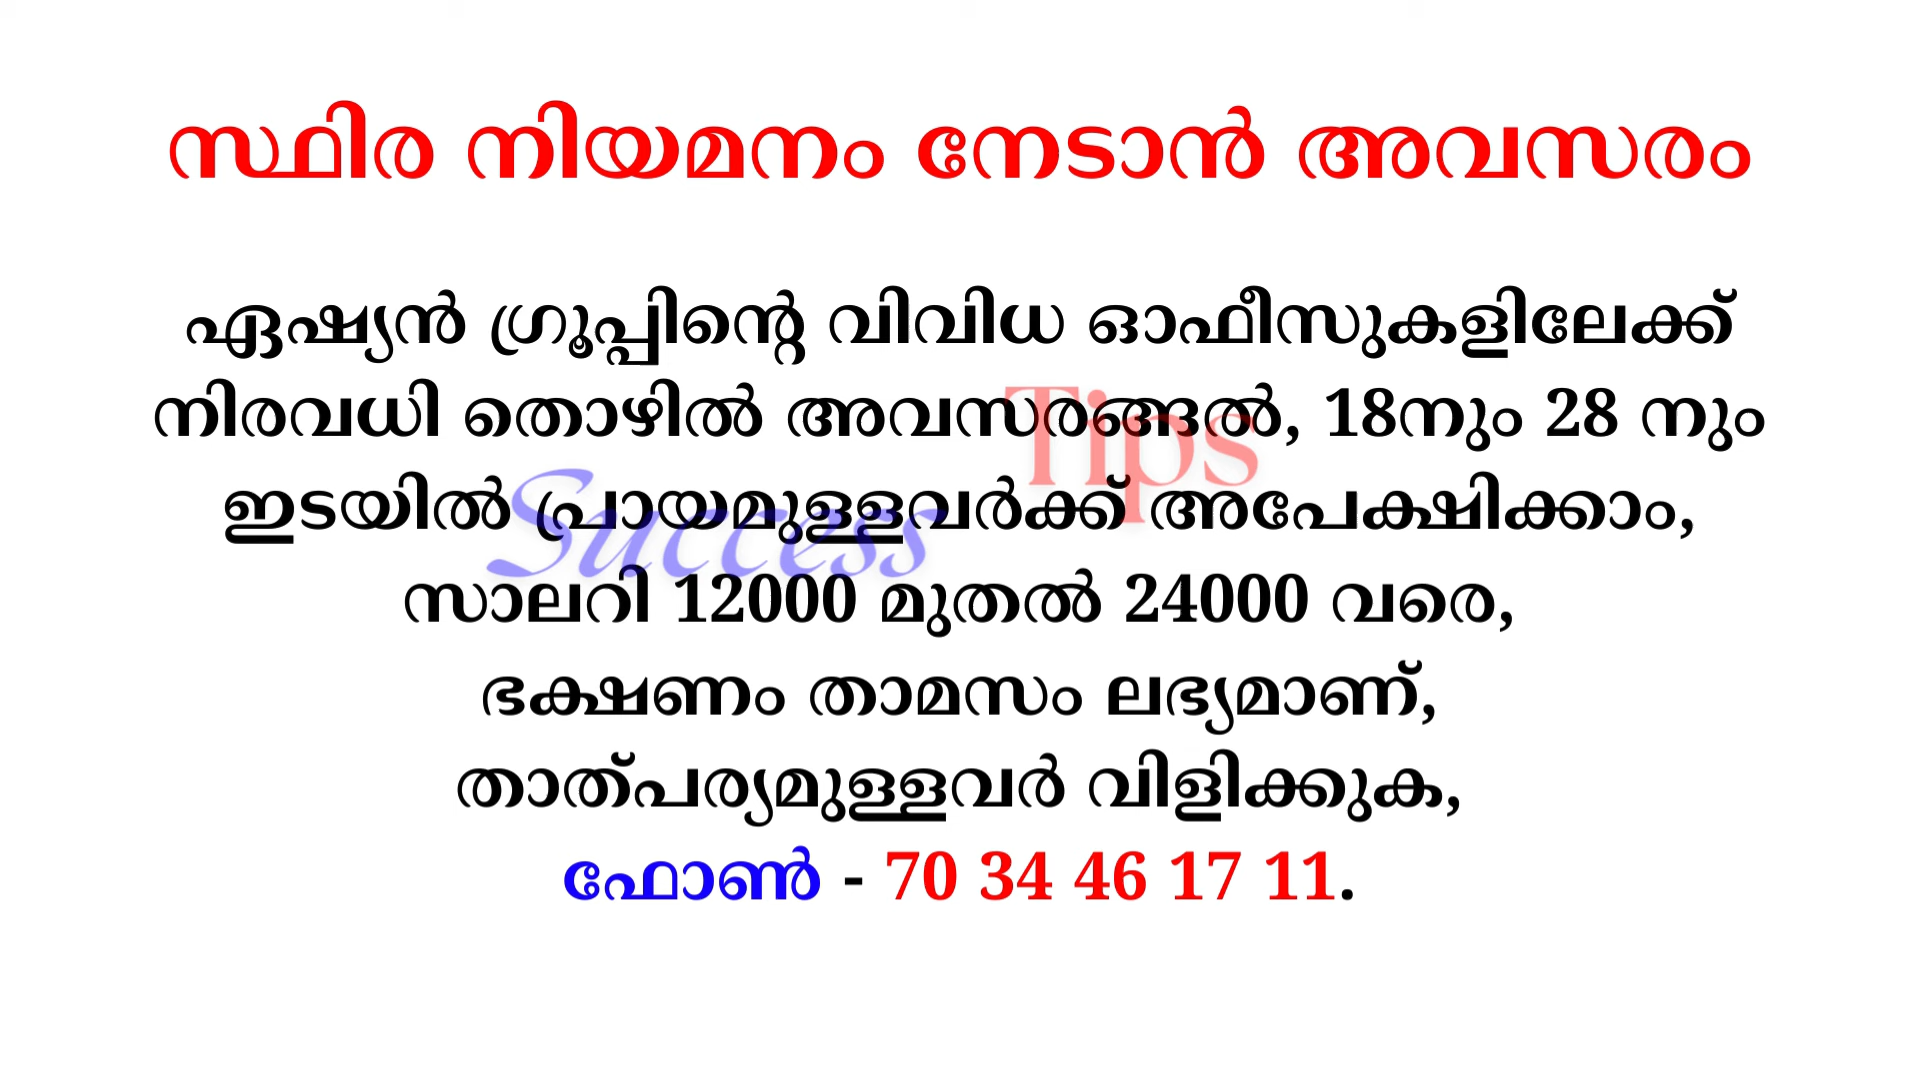 സ്ഥിര നിയമനം നേടാൻ അവസരം
ഏഷ്യൻ ഗ്രൂപ്പിന്റെ വിവിധ ഓഫീസുകളിലേക്ക്
നിരവധി തൊഴിൽ അവസരങ്ങൽ, 18നും 28 നും
ഇടയിൽ പ്രായമുള്ളവർക്ക് അപേക്ഷിക്കാം,
സാലറി 12000 മുതൽ 24000 വരെ,
ഭക്ഷണം താമസം ലഭ്യമാണ്,
താത്പര്യമുള്ളവർ വിളിക്കുക,
ഫോൺ - 70 34 46 17 11.
Success Tips